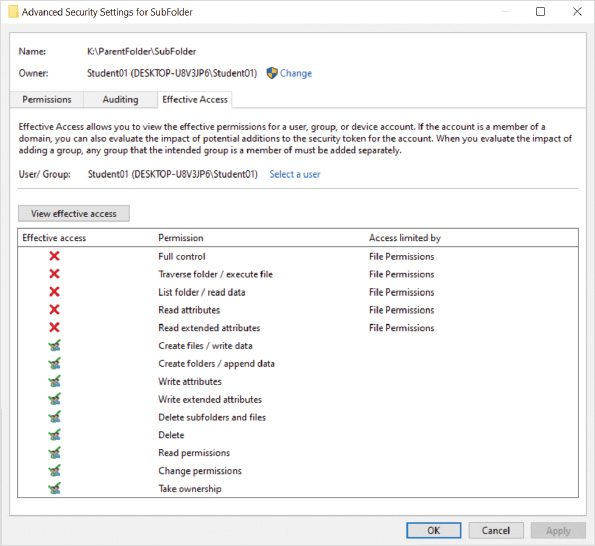 Advanced Security Settings for SubFolder
Name: K:\ParentFolder\SubFolder
Owner: Student01 (DESKTOP-U8V3JP6\Student01) Change
Permissions Auditing Effective Access
Effective Access allows you to view the effective permissions for a user, group, or device account. If the account is a member of a
domain, you can also evaluate the impact of potential additions to the security token for the account. When you evaluate the impact of
adding a group, any group that the intended group is a member of must be added separately.
User/ Group: Student01 (DESKTOP-U8V3JP6\Student01) Select a user
View effective access
Effective access Permission Access limited by
Full control File Permissions
Traverse folder / execute file File Permissions
List folder / read data File Permissions
Read attributes File Permissions
Read extended attributes File Permissions
Create files / write data
Create folders / append data
Write attributes
Write extended attributes
Delete subfolders and files
Delete
Read permissions
Change permissions
Take ownership
OK Cancel Apply